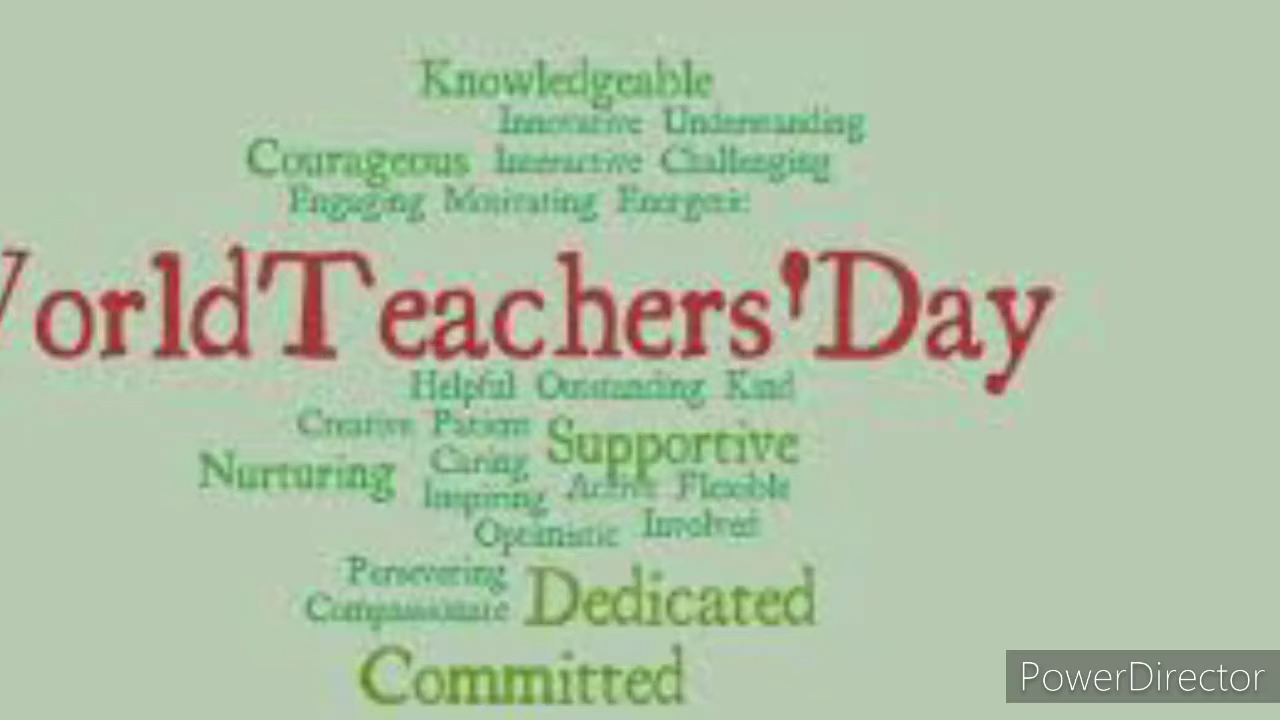 Knowledgeable
Innovative Understanding
Courageous Interactive Challenging
Engaging Motivating Energetic
WorldTeachers'Day
Helpful Outstanding Kind
Creative Patient Supportive
Nurturing Caring
Inspiring Active Flexible
Optimistic Involved
Persevering
Compassionate Dedicated
Committed
PowerDirector